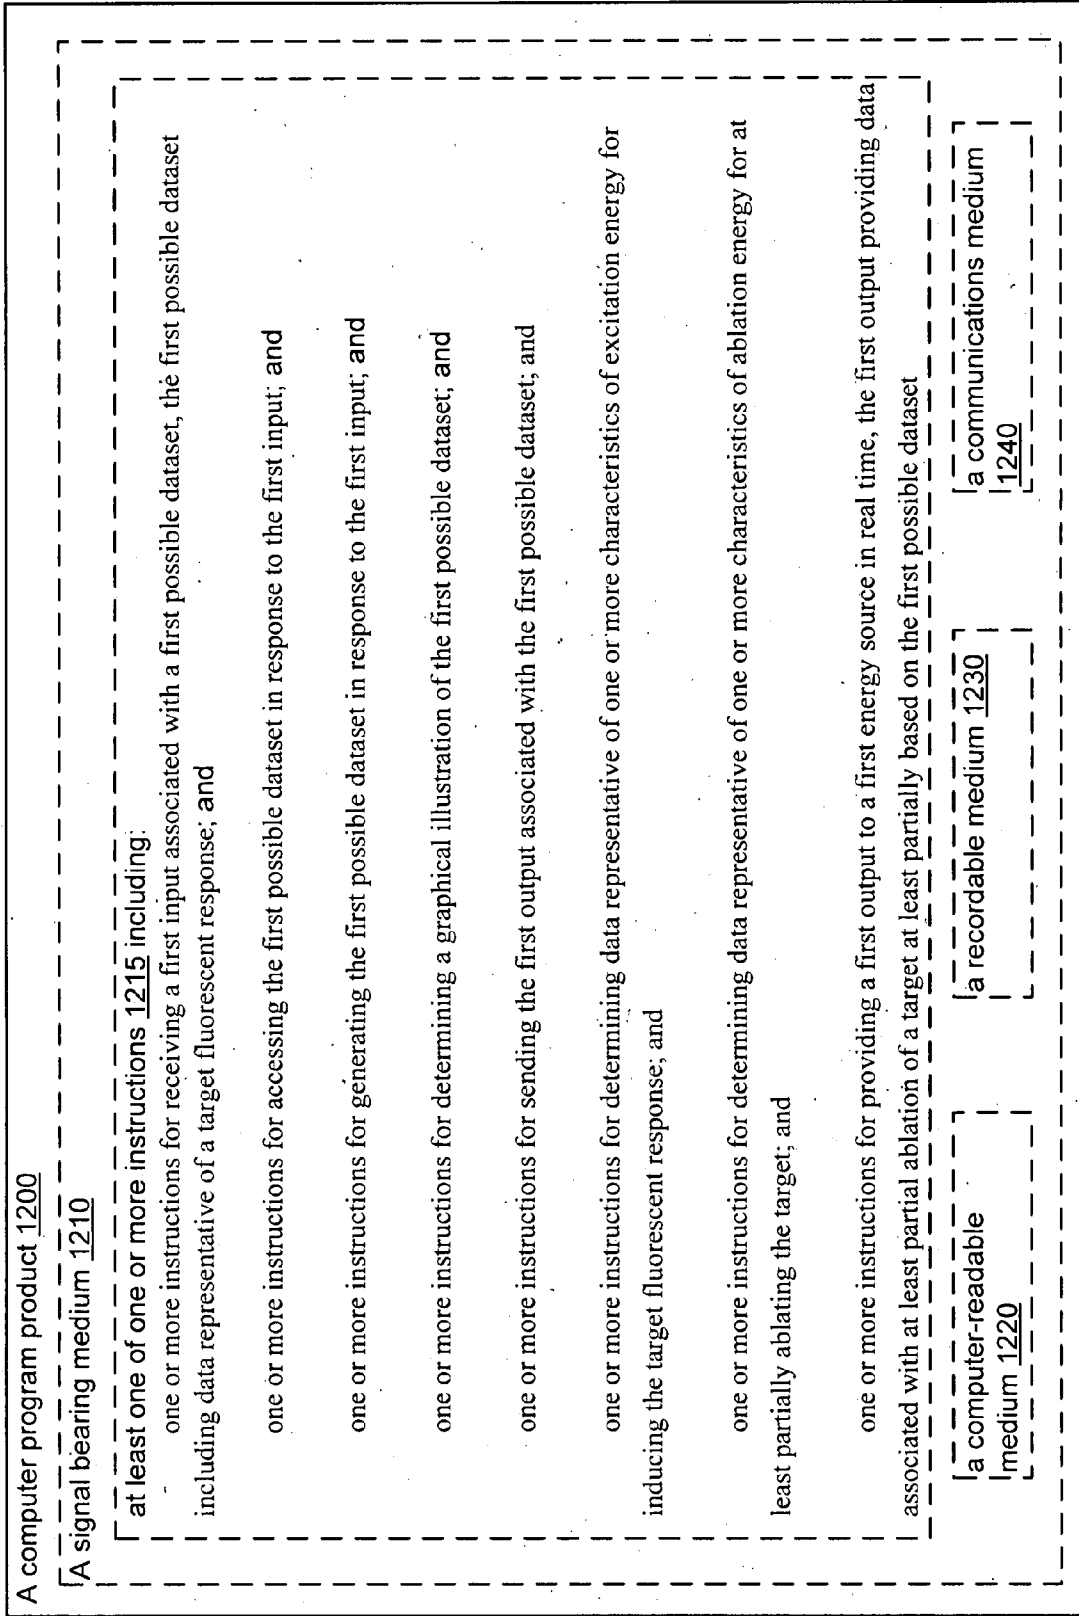 A computer program product 1200
A signal bearing medium 1210
at least one of one or more instructions 1215 including:
one or more instructions for receiving a first input associated with a first possible dataset, the first possible dataset
including data representative of a target fluorescent response; and
one or more instructions for accessing the first possible dataset in response to the first input; and
one or more instructions for generating the first possible dataset in response to the first input; and
one or more instructions for determining a graphical illustration of the first possible dataset; and
one or more instructions for sending the first output associated with the first possible dataset; and
one or more instructions for determining data representative of one or more characteristics of excitation energy for
inducing the target fluorescent response; and
one or more instructions for determining data representative of one or more characteristics of ablation energy for at
least partially ablating the target; and
one or more instructions for providing a first output to a first energy source in real time, the first output providing data
associated with at least partial ablation of a target at least partially based on the first possible dataset
a computer-readable
medium 1220
a recordable medium 1230
a communications medium
1240